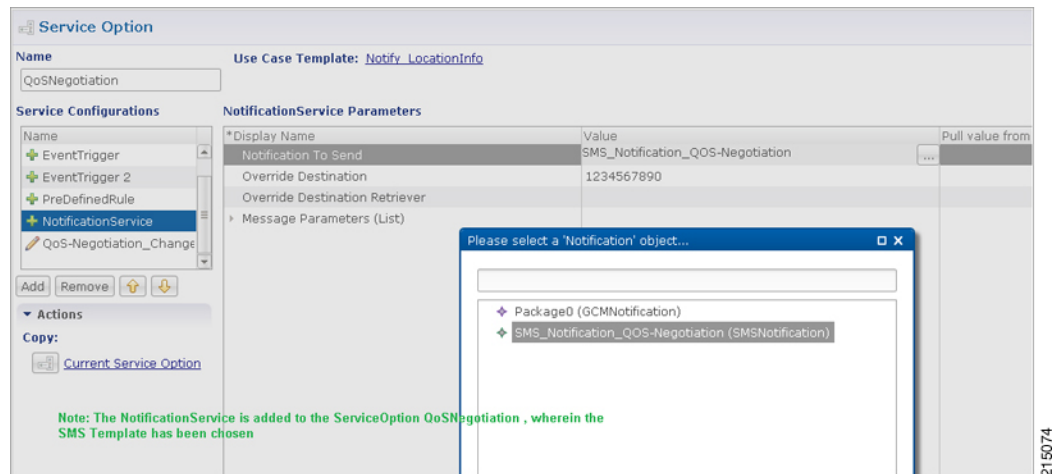 Service Option
Name
Use Case Template: Notify_LocationInfo
QoSNegotiation
Service Configurations
NotificationService Parameters
Name
*Display Name
Value
Pull value from
EventTrigger
Notification To Send
SMS_Notification_QOS-Negotiation
...
EventTrigger 2
Override Destination
1234567890
PreDefinedRule
Override Destination Retriever
NotificationService
Message Parameters (List)
QoS-Negotiation_Change
Please select a 'Notification' object...
Add
Remove
Package0 (GCMNotification)
SMS_Notification_QOS-Negotiation (SMSNotification)
Actions
Copy:
Current Service Option
Note: The NotificationService is added to the ServiceOption QoSNegotiation , wherein the
SMS Template has been chosen
215074